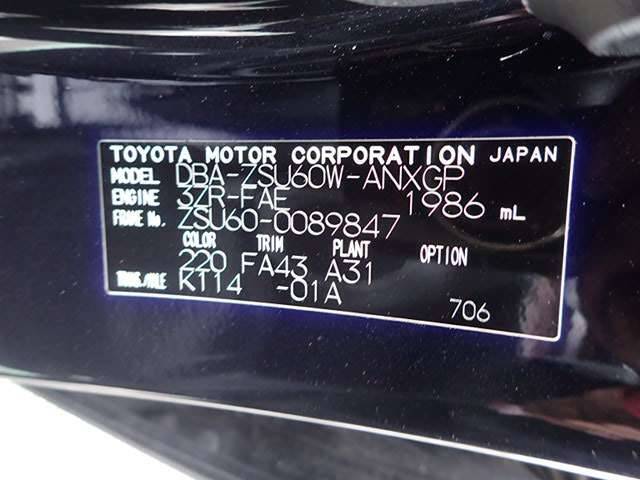 TOYOTA MOTOR CORPORATION JAPAN
MODEL DBA-ZSU60W-ANXGP
ENGINE 3ZR-FAE 1986 mL
FRAME No. ZSU60-0089847
COLOR TRIM PLANT OPTION
220 FA43 A31
TRANS./AXLE K114 -01A
706